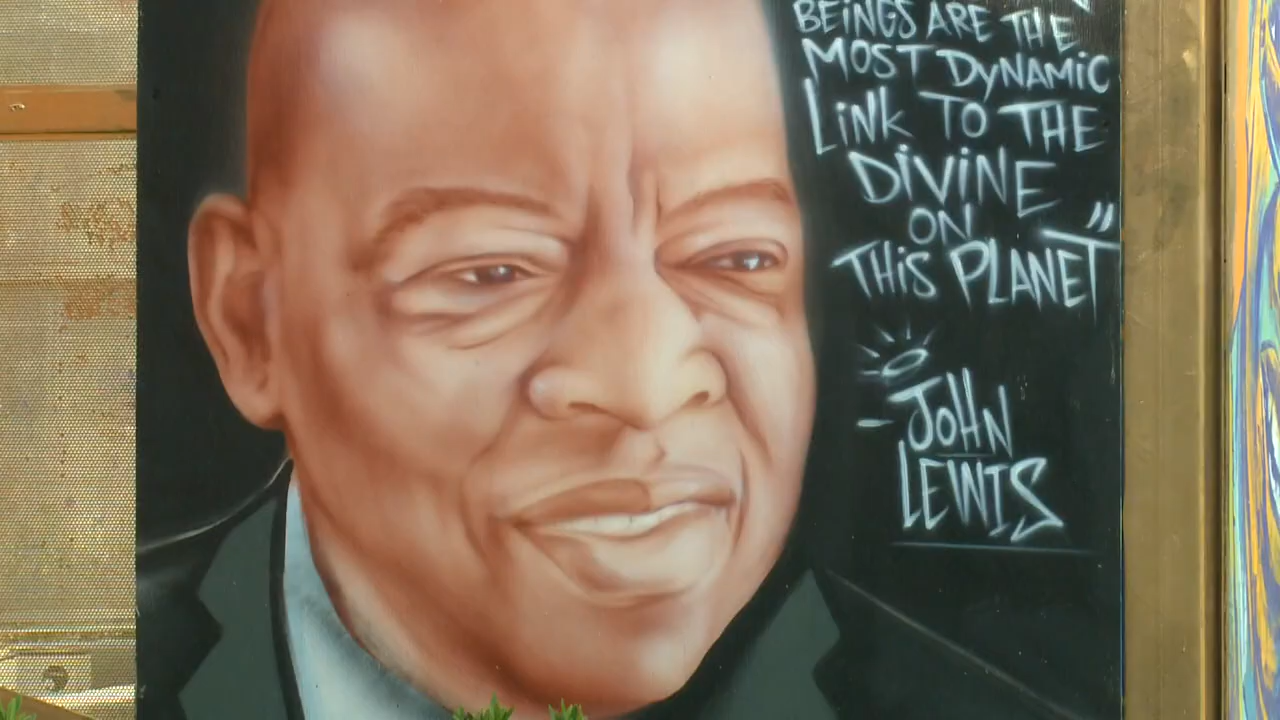 BEiNGS ARE THE
MOST DYNAMiC
LiNK TO THE
DiViNE
ON
THiS PLANET"
- JOHN
LEWIS